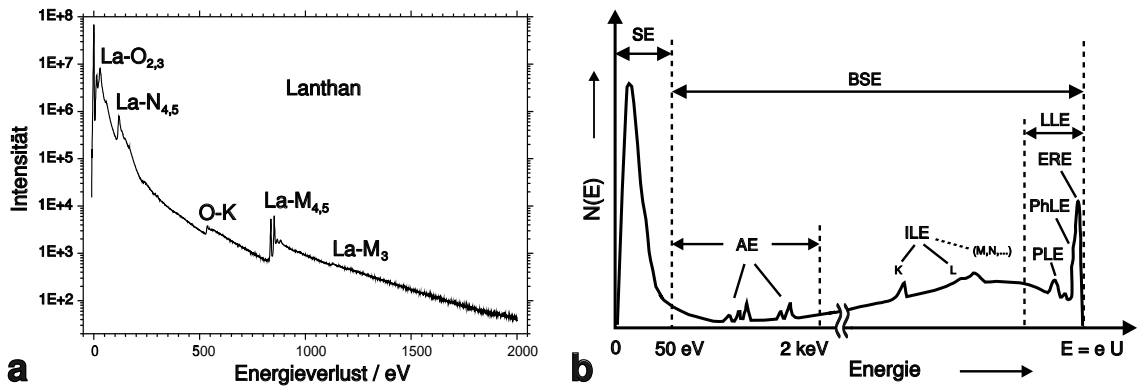 1E+8
1E+7
1E+6
1E+5
1E+4
1E+3
1E+2
Intensität
La-O2,3
La-N4,5
Lanthan
O-K
La-M4,5
La-M3
0
500
1000
1500
2000
Energieverlust / eV
a
N(E)
SE
BSE
LLE
ERE
PhLE
PLE
AE
ILE
(M,N,...)
K
L
0
50 eV
2 keV
E = e U
Energie
b